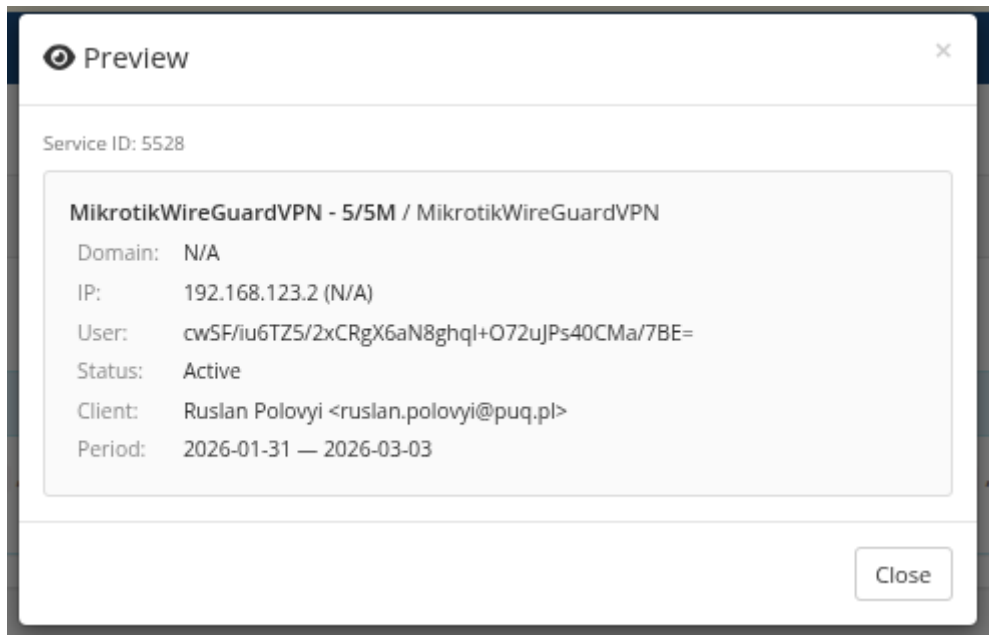 Preview
×
Service ID: 5528
MikrotikWireGuardVPN - 5/5M / MikrotikWireGuardVPN
Domain: N/A
IP: 192.168.123.2 (N/A)
User: cwSF/iu6TZ5/2xCRgX6aN8ghqI+O72uJPs40CMa/7BE=
Status: Active
Client: Ruslan Polovyi <ruslan.polovyi@puq.pl>
Period: 2026-01-31 — 2026-03-03
Close